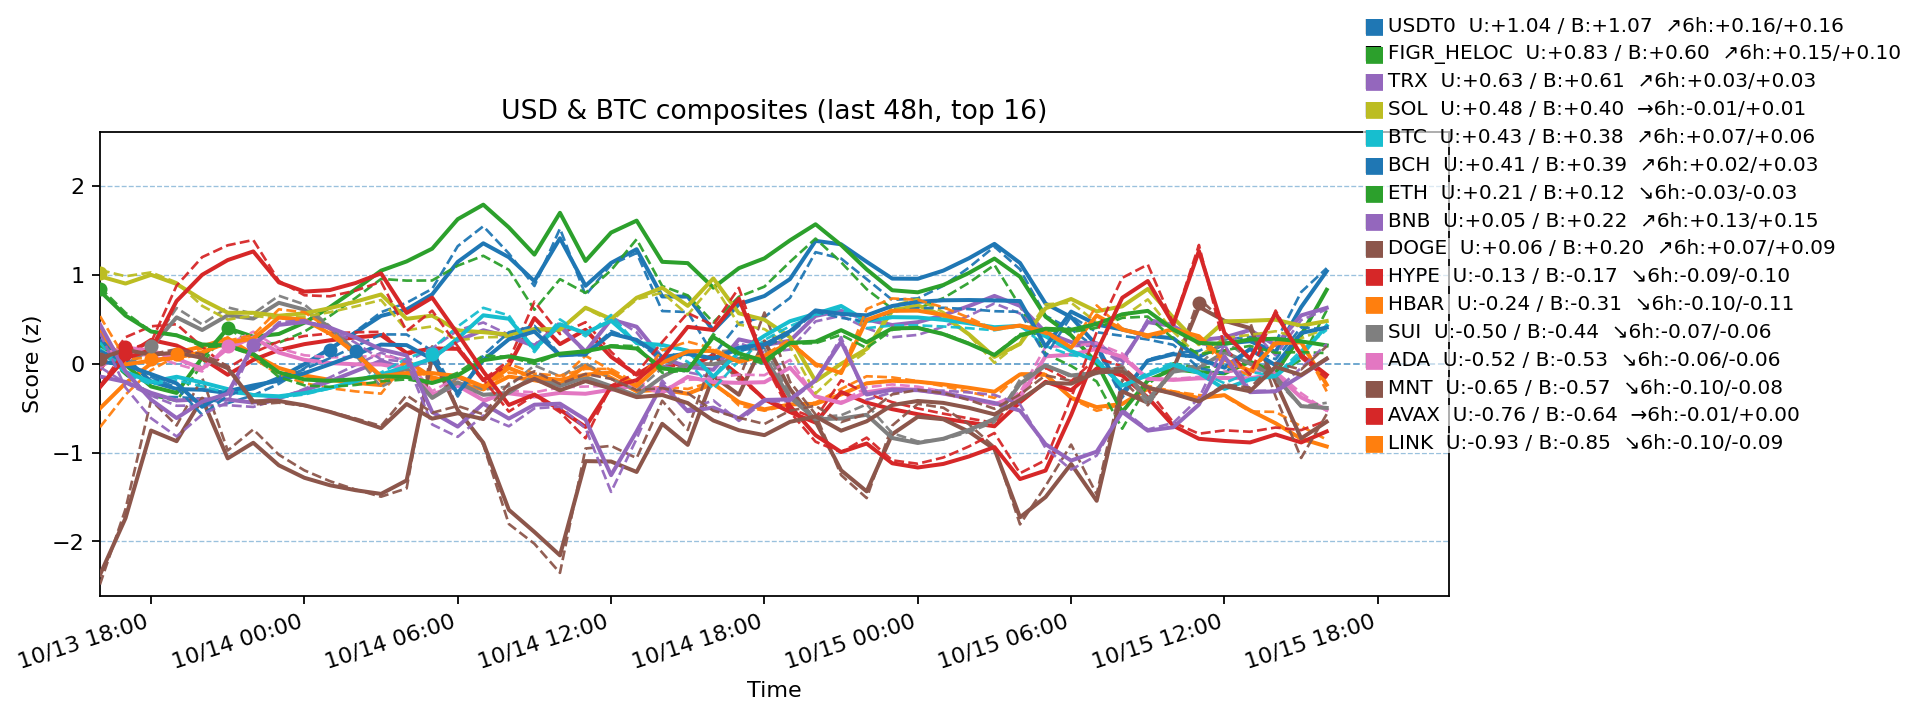 USDT0 U:+1.04 / B:+1.07 ↗6h:+0.16/+0.16
FIGR_HELOC U:+0.83 / B:+0.60 ↗6h:+0.15/+0.10
TRX U:+0.63 / B:+0.61 ↗6h:+0.03/+0.03
SOL U:+0.48 / B:+0.40 →6h:-0.01/+0.01
BTC U:+0.43 / B:+0.38 ↗6h:+0.07/+0.06
BCH U:+0.41 / B:+0.39 ↗6h:+0.02/+0.03
ETH U:+0.21 / B:+0.12 ↘6h:-0.03/-0.03
BNB U:+0.05 / B:+0.22 ↗6h:+0.13/+0.15
DOGE U:+0.06 / B:+0.20 ↗6h:+0.07/+0.09
HYPE U:-0.13 / B:-0.17 ↘6h:-0.09/-0.10
HBAR U:-0.24 / B:-0.31 ↘6h:-0.10/-0.11
SUI U:-0.50 / B:-0.44 ↘6h:-0.07/-0.06
ADA U:-0.52 / B:-0.53 ↘6h:-0.06/-0.06
MNT U:-0.65 / B:-0.57 ↘6h:-0.10/-0.08
AVAX U:-0.76 / B:-0.64 →6h:-0.01/+0.00
LINK U:-0.93 / B:-0.85 ↘6h:-0.10/-0.09
USD & BTC composites (last 48h, top 16)
Score (z)
2
1
0
−1
−2
10/13 18:00
10/14 00:00
10/14 06:00
10/14 12:00
10/14 18:00
10/15 00:00
10/15 06:00
10/15 12:00
10/15 18:00
Time